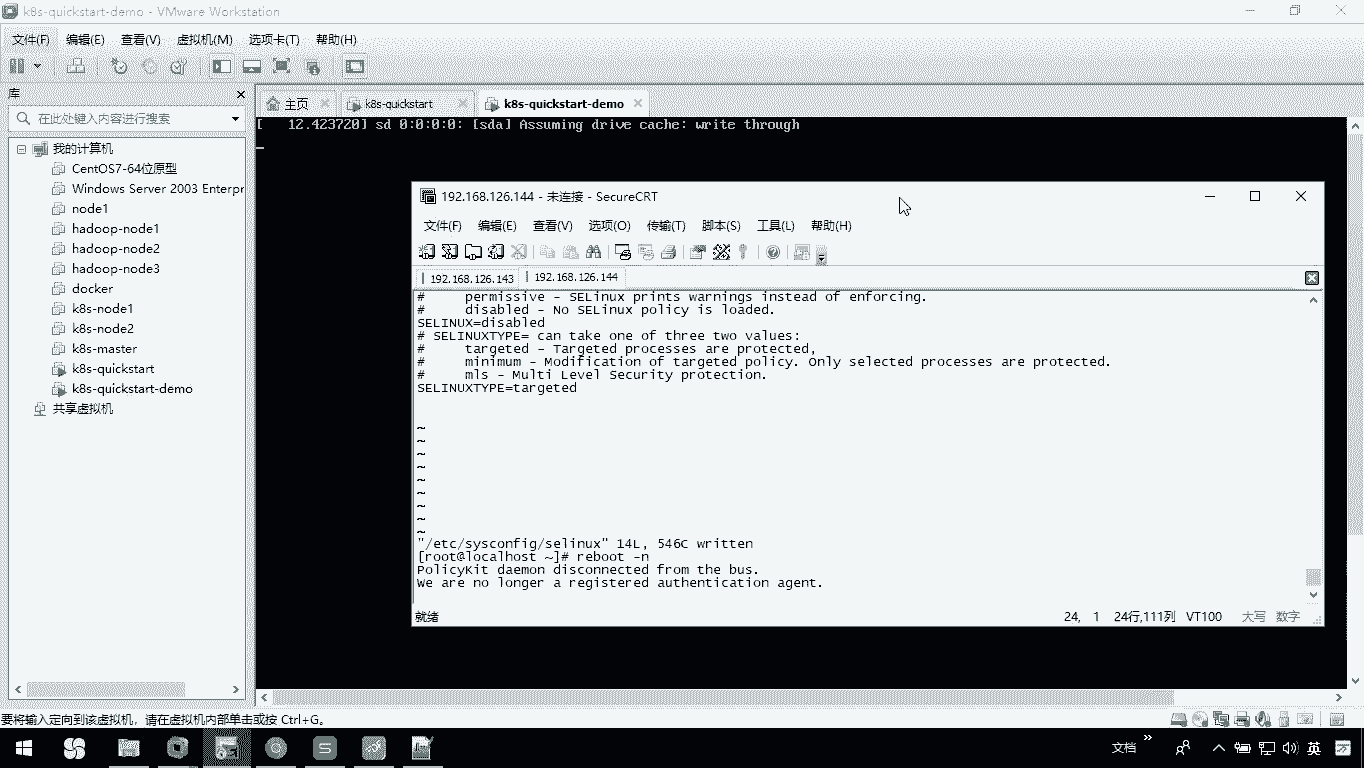 k8s-quickstart-demo - VMware Workstation
文件(F) 编辑(E) 查看(V) 虚拟机(M) 选项卡(T) 帮助(H)
库
在此处键入内容进行搜索
我的计算机
CentOS7-64位原型
Windows Server 2003 Enterpr
node1
hadoop-node1
hadoop-node2
hadoop-node3
docker
k8s-node1
k8s-node2
k8s-master
k8s-quickstart
k8s-quickstart-demo
共享虚拟机
主页 k8s-quickstart k8s-quickstart-demo
[   12.423720] sd 0:0:0:0: [sda] Assuming drive cache: write through
192.168.126.144 - 未连接 - SecureCRT
文件(F) 编辑(E) 查看(V) 选项(O) 传输(T) 脚本(S) 工具(L) 帮助(H)
192.168.126.143 192.168.126.144
#     permissive - SELinux prints warnings instead of enforcing.
#     disabled - No SELinux policy is loaded.
SELINUX=disabled
# SELINUXTYPE= can take one of three two values:
#     targeted - Targeted processes are protected,
#     minimum - Modification of targeted policy. Only selected processes are protected.
#     mls - Multi Level Security protection.
SELINUXTYPE=targeted
~
~
~
~
~
~
~
~
~
"/etc/sysconfig/selinux" 14L, 546C written
[root@localhost ~]# reboot -n
PolicyKit daemon disconnected from the bus.
We are no longer a registered authentication agent.
就绪 24, 1 24行,111列 VT100 大写 数字
要将输入定向到该虚拟机，请在虚拟机内部单击或按 Ctrl+G。
文档 英